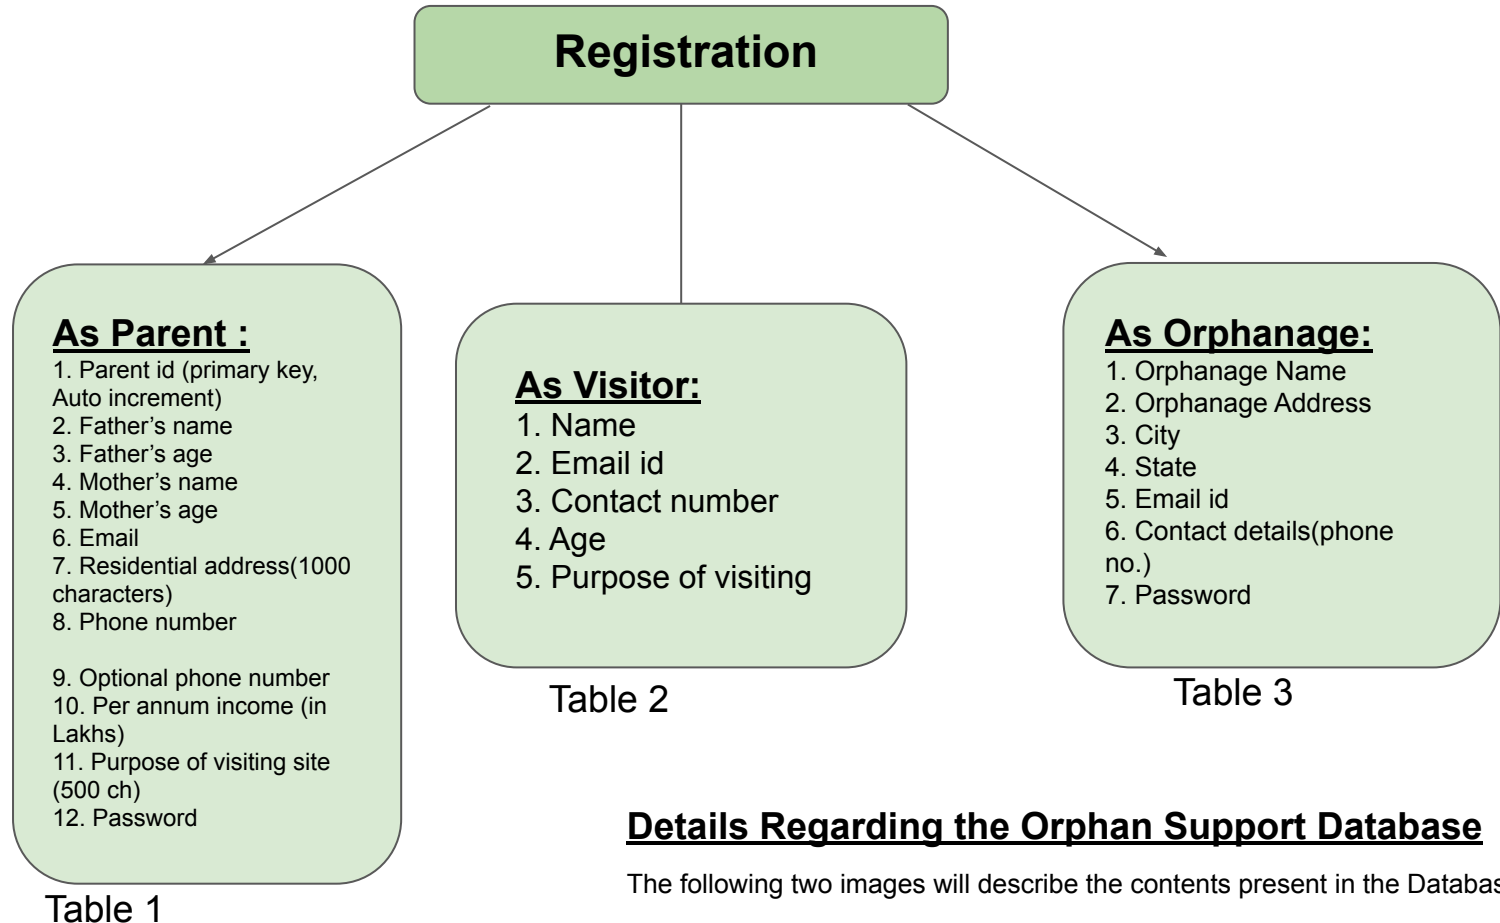 Registration
As Parent :
1. Parent id (primary key,
Auto increment)
2. Father’s name
3. Father’s age
4. Mother’s name
5. Mother’s age
6. Email
7. Residential address(1000
characters)
8. Phone number
9. Optional phone number
10. Per annum income (in
Lakhs)
11. Purpose of visiting site
(500 ch)
12. Password
Table 1
As Visitor:
1. Name
2. Email id
3. Contact number
4. Age
5. Purpose of visiting
Table 2
As Orphanage:
1. Orphanage Name
2. Orphanage Address
3. City
4. State
5. Email id
6. Contact details(phone
no.)
7. Password
Table 3
Details Regarding the Orphan Support Database
The following two images will describe the contents present in the Databas